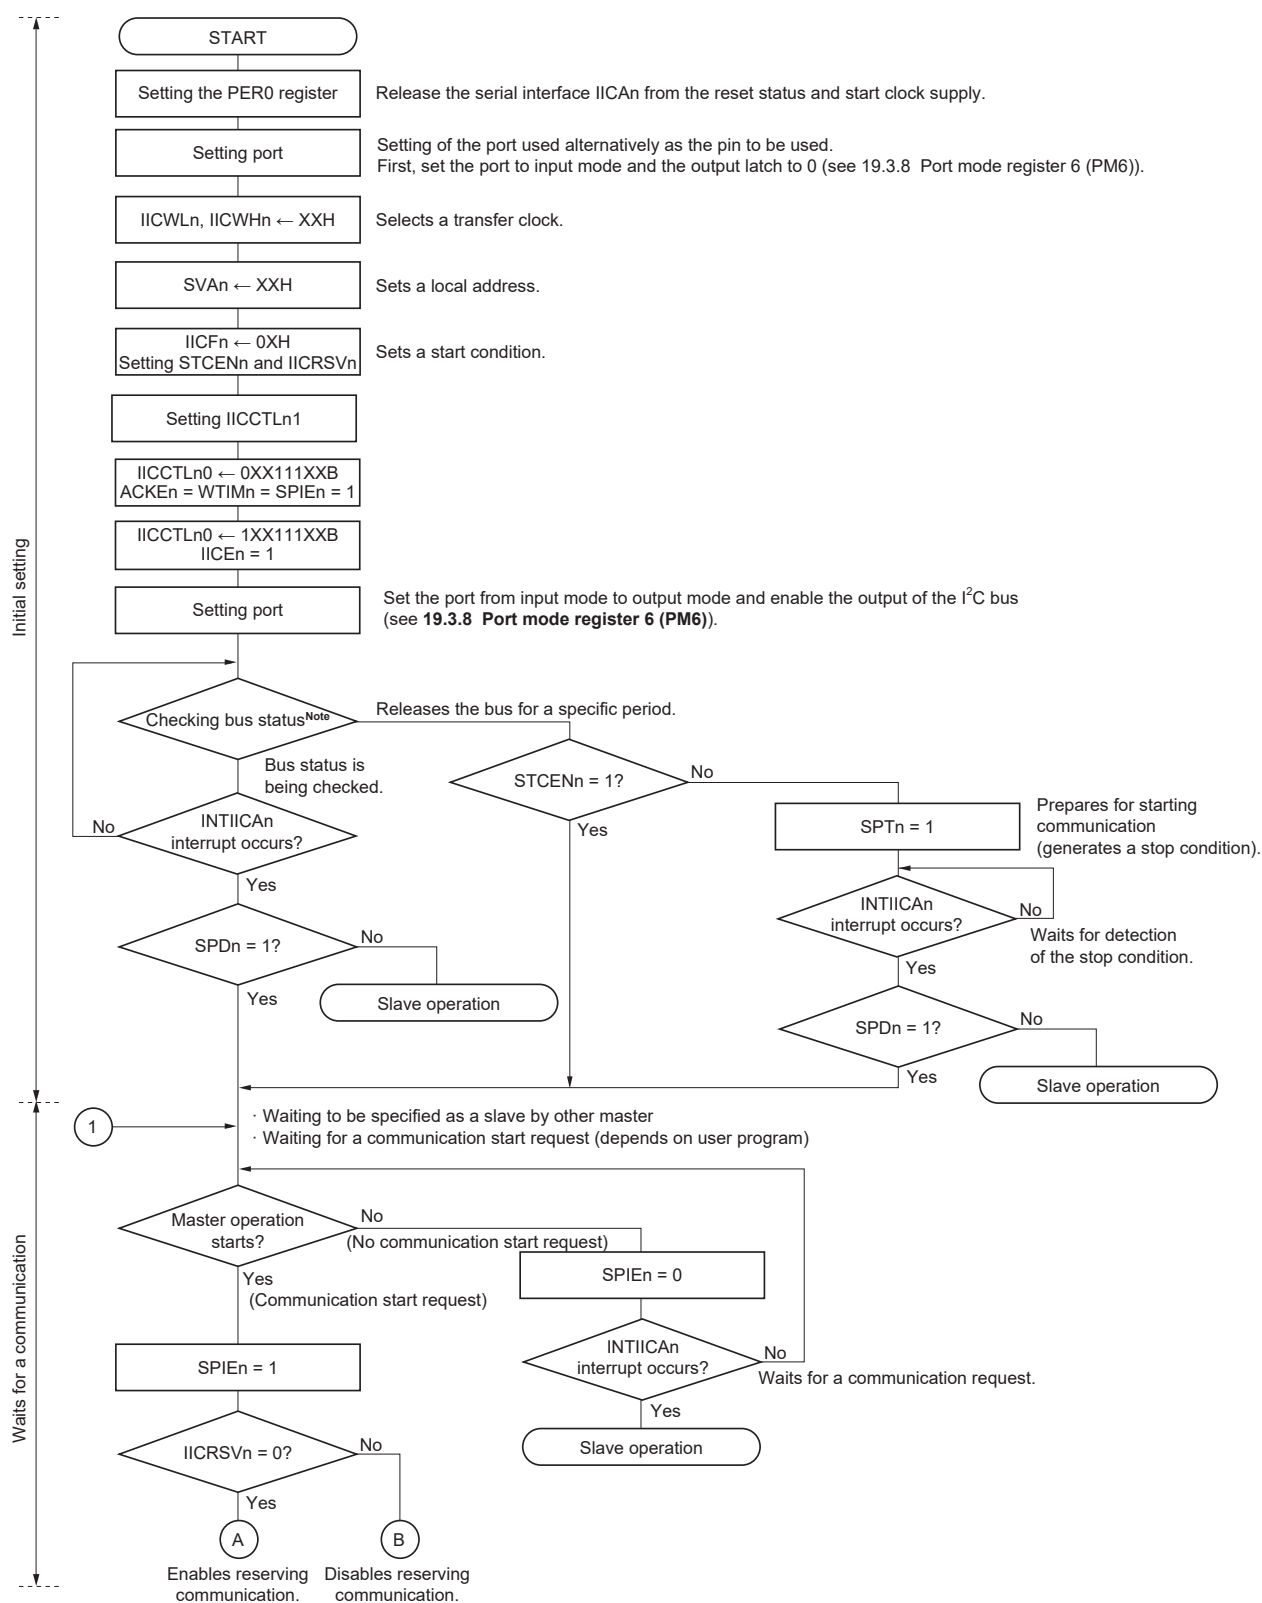 START
Setting the PER0 register
Release the serial interface IICAn from the reset status and start clock supply.
Setting port
Setting of the port used alternatively as the pin to be used.
First, set the port to input mode and the output latch to 0 (see 19.3.8 Port mode register 6 (PM6)).
IICWLn, IICWHn ← XXH
Selects a transfer clock.
SVAn ← XXH
Sets a local address.
IICFn ← 0XH
Setting STCENn and IICRSVn
Sets a start condition.
Setting IICCTLn1
IICCTLn0 ← 0XX111XXB
ACKEn = WTIMn = SPIEn = 1
IICCTLn0 ← 1XX111XXB
IICEn = 1
Initial setting
Setting port
Set the port from input mode to output mode and enable the output of the I²C bus
(see 19.3.8 Port mode register 6 (PM6)).
Checking bus status Note
Releases the bus for a specific period.
Bus status is
being checked.
STCENn = 1?
No
Yes
SPTn = 1
Prepares for starting
communication
(generates a stop condition).
INTIICAn
interrupt occurs?
No
Yes
INTIICAn
interrupt occurs?
No
Waits for detection
of the stop condition.
Yes
SPDn = 1?
No
Yes
Slave operation
SPDn = 1?
No
Yes
Slave operation
1
· Waiting to be specified as a slave by other master
· Waiting for a communication start request (depends on user program)
Waits for a communication
Master operation
starts?
No
(No communication start request)
Yes
(Communication start request)
SPIEn = 0
INTIICAn
interrupt occurs?
No
Waits for a communication request.
Yes
Slave operation
SPIEn = 1
IICRSVn = 0?
No
Yes
A
B
Enables reserving
communication.
Disables reserving
communication.